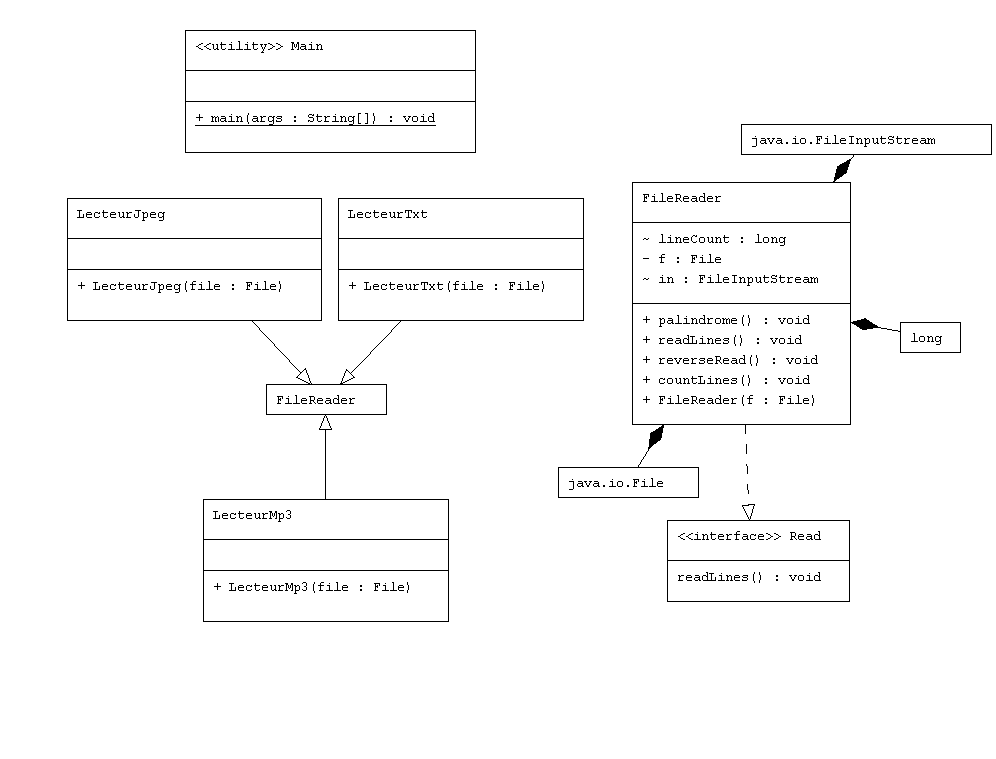 <<utility>> Main
+ main(args : String[]) : void
java.io.FileInputStream
LecteurJpeg
+ LecteurJpeg(file : File)
LecteurTxt
+ LecteurTxt(file : File)
FileReader
~ lineCount : long
- f : File
~ in : FileInputStream
+ palindrome() : void
+ readLines() : void
+ reverseRead() : void
+ countLines() : void
+ FileReader(f : File)
long
FileReader
java.io.File
LecteurMp3
+ LecteurMp3(file : File)
<<interface>> Read
readLines() : void